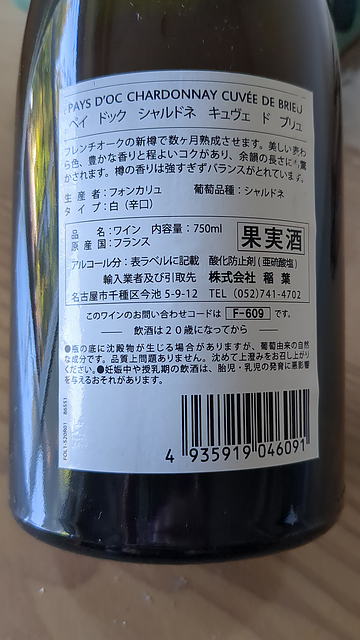 PAYS D'OC CHARDONNAY CUVÉE DE BRIEU
ペイ ドック シャルドネ キュヴェ ド ブリュ
フレンチオークの新樽で数ヶ月熟成させます。美しい麦わ
ら色、豊かな香りと程よいコクがあり、余韻の長さに驚
かされます。樽の香りは強すぎずバランスがとれています。
生 産 者：フォンカリュ 葡萄品種：シャルドネ
タ イ プ：白（辛口）
品 名：ワイン 内容量：750ml
原 産 国：フランス
果実酒
アルコール分：表ラベルに記載 酸化防止剤(亜硫酸塩)
輸入業者及び引取先 株式会社 稲 葉
名古屋市千種区今池 5-9-12 TEL（052)741-4702
このワインのお問い合わせコードは F-609 です。
飲酒は２０歳になってから
●瓶の底に沈殿物が生じる場合がありますが、葡萄由来の自然
な成分です。品質上問題ありません。沈めて上澄みをお召し上がり
ください。●妊娠中や授乳期の飲酒は、胎児・乳児の発育に悪影響
を与えるおそれがあります。
4 935919 046091